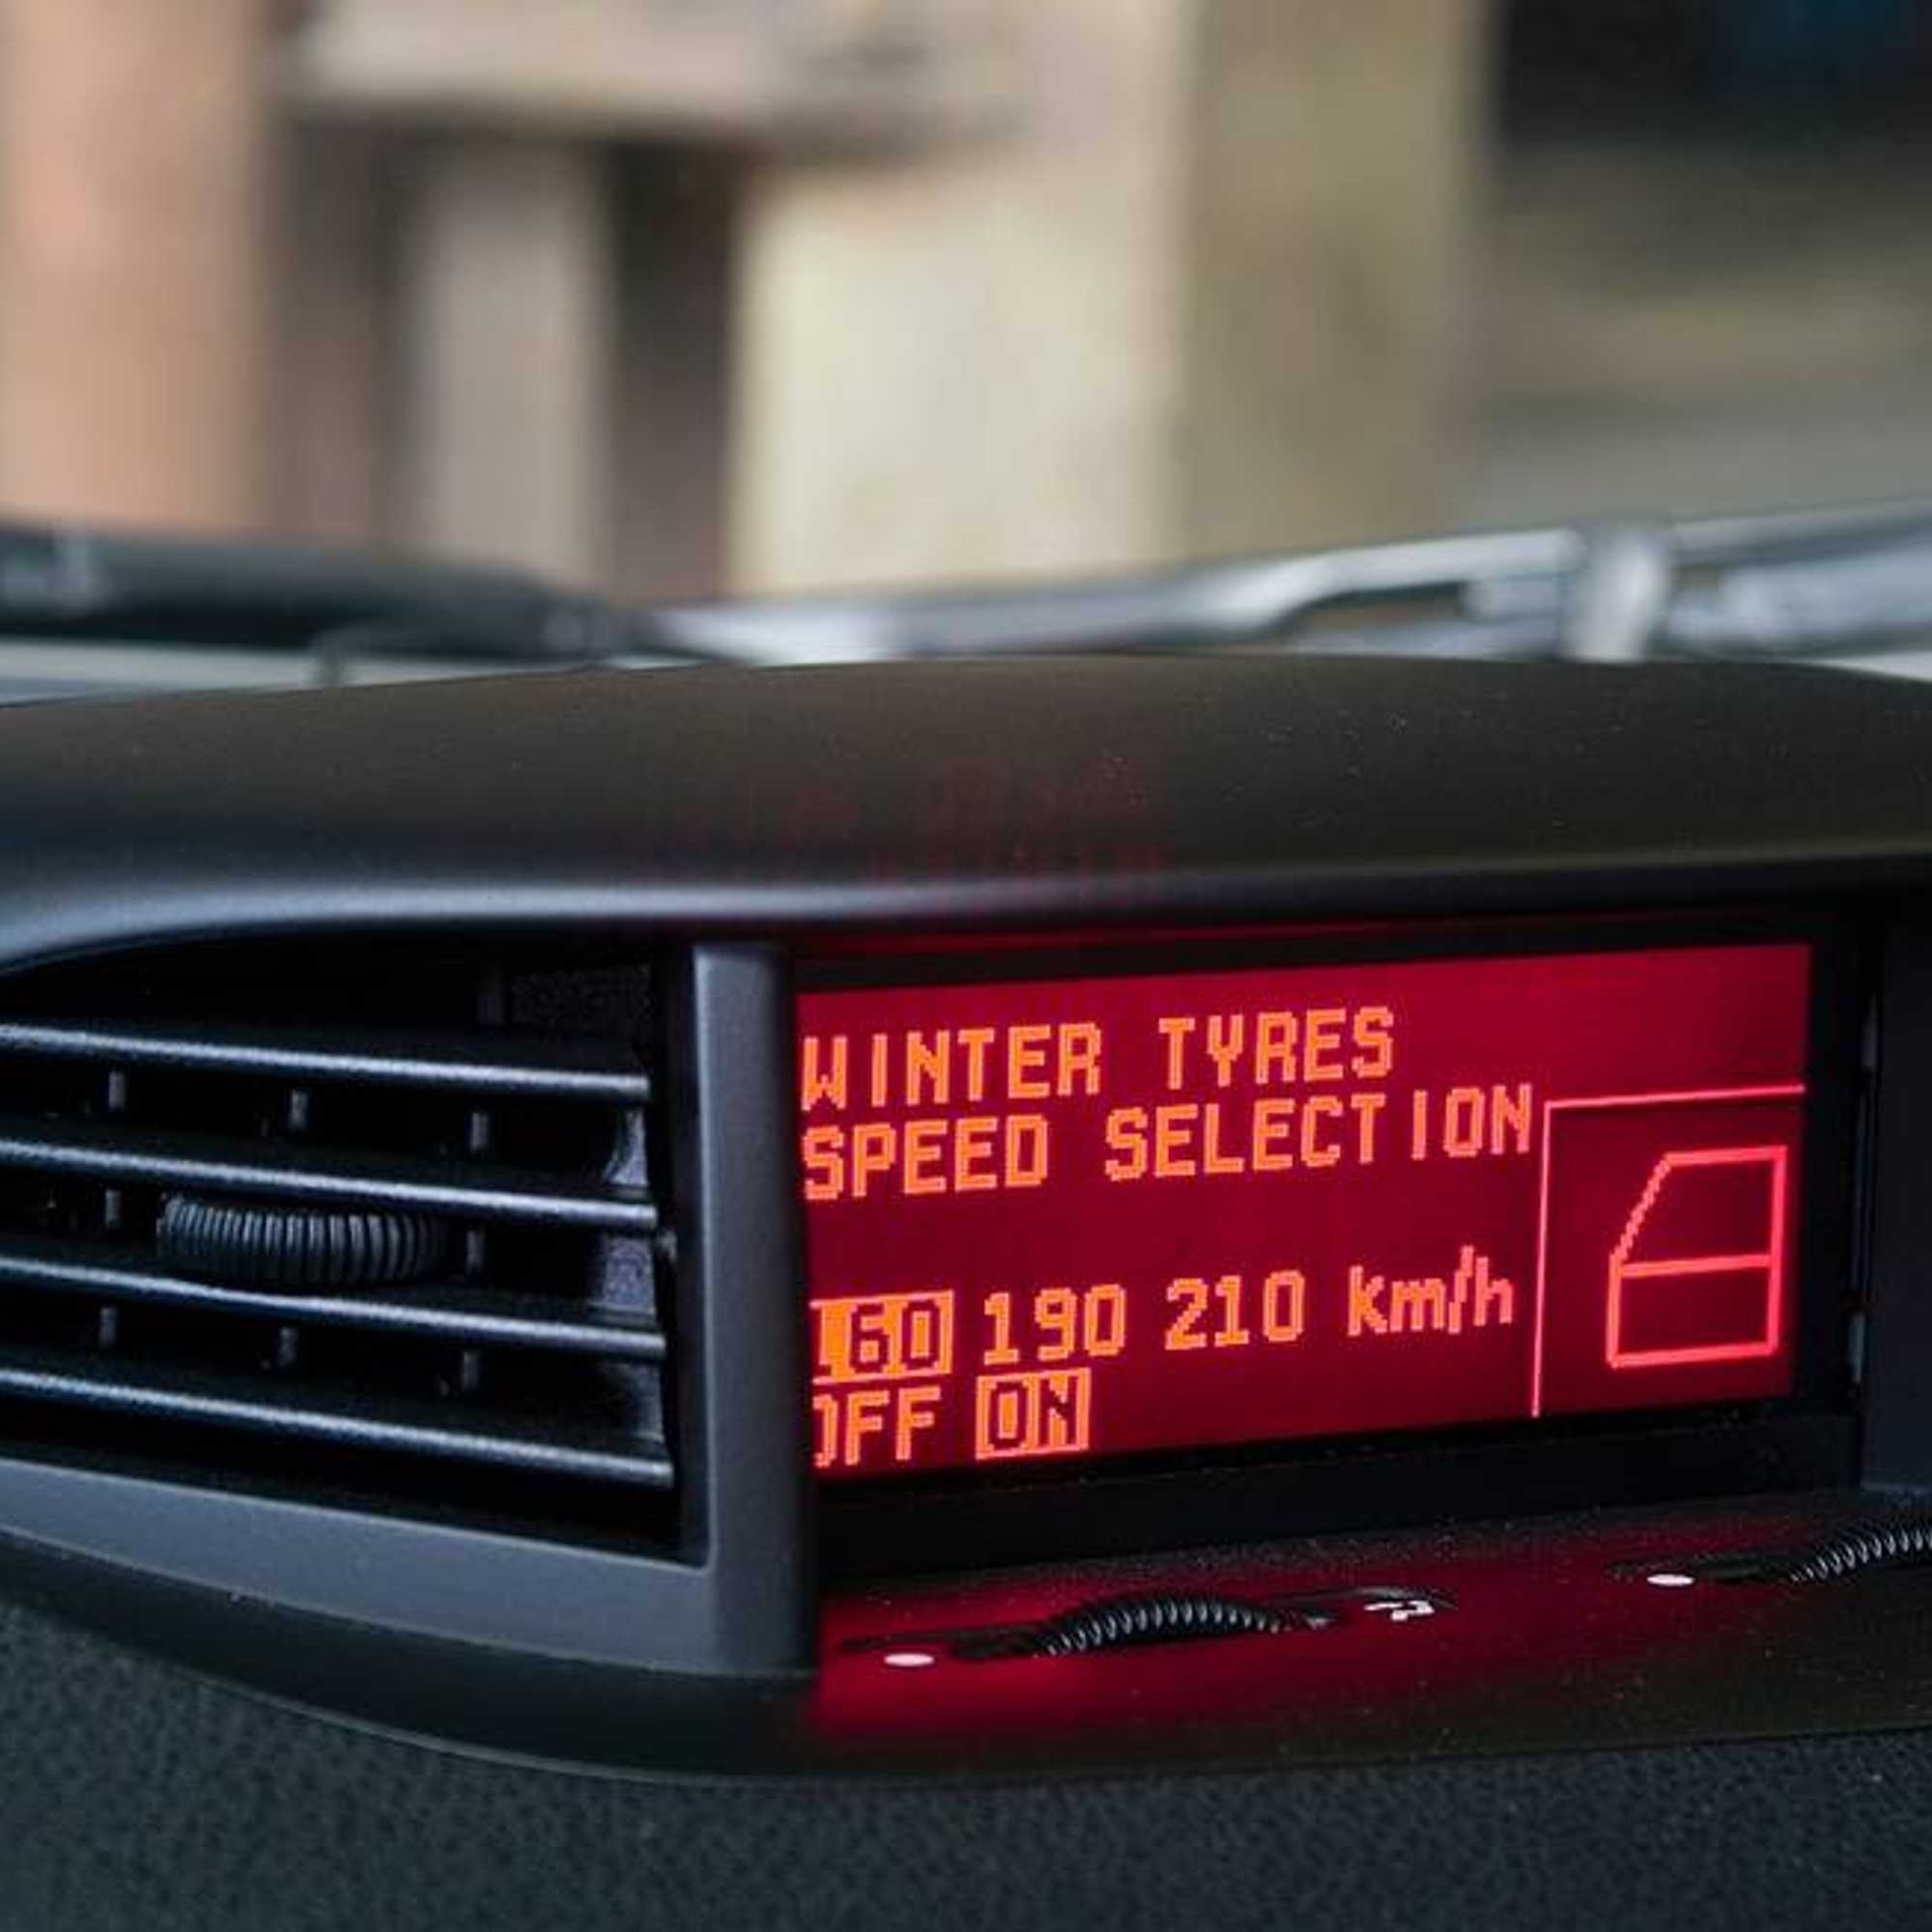 WINTER TYRES
SPEED SELECTION
160 190 210 km/h
OFF ON